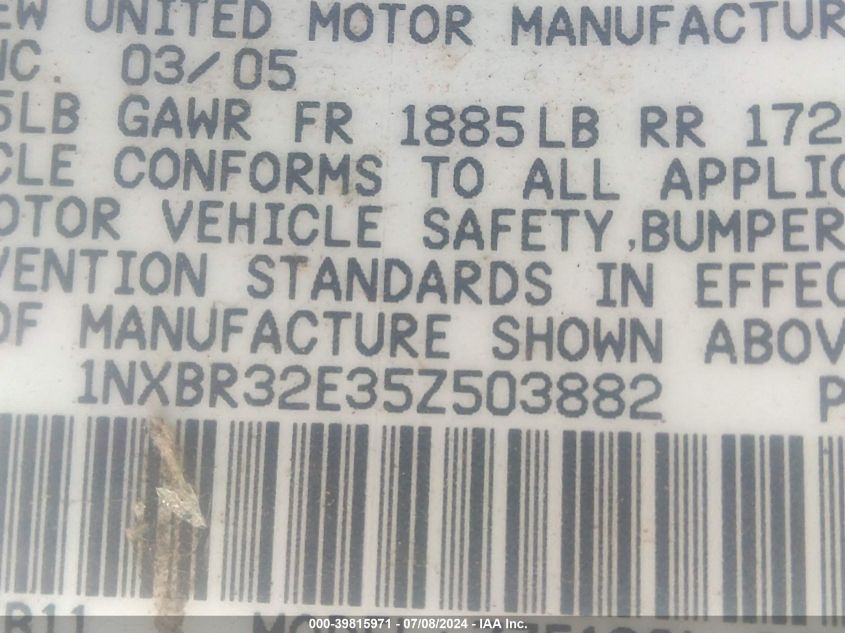 EW UNITED MOTOR MANUFACTUR
NC. 03/05
5LB GAWR FR 1885LB RR 172
CLE CONFORMS TO ALL APPLIC
OTOR VEHICLE SAFETY,BUMPER
VENTION STANDARDS IN EFFEC
OF MANUFACTURE SHOWN ABOV
1NXBR32E35Z503882 P
000-39815971 - 07/08/2024 - IAA Inc.